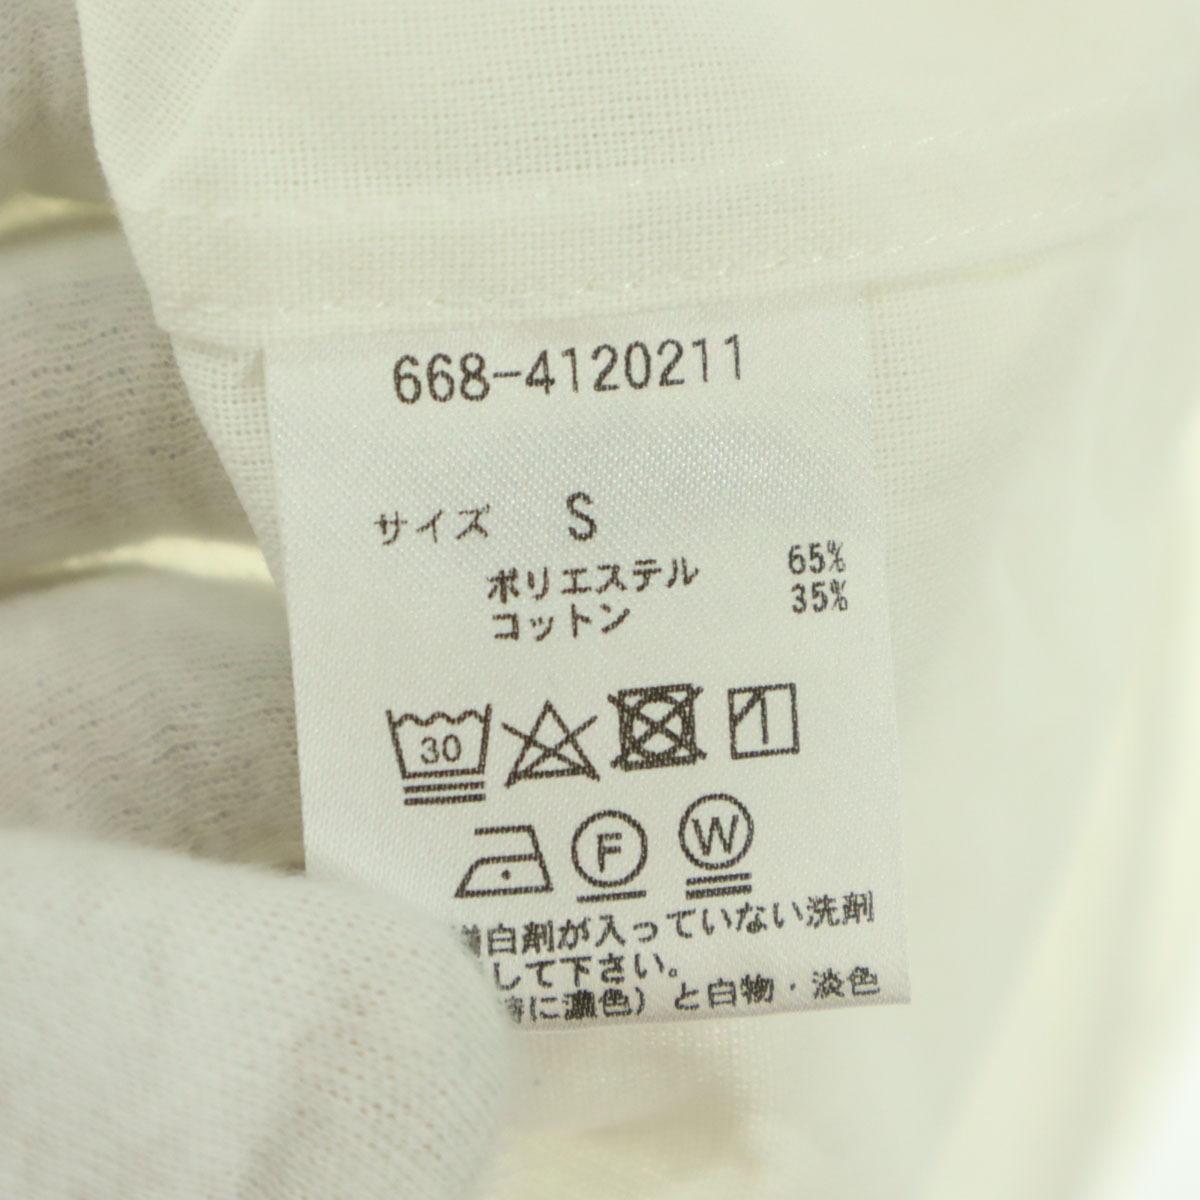 668-4120211
サイズ S
ポリエステル 65%
コットン 35%
30
F W
白剤が入っていない洗剤
して下さい。
に濃色）と白物・淡色